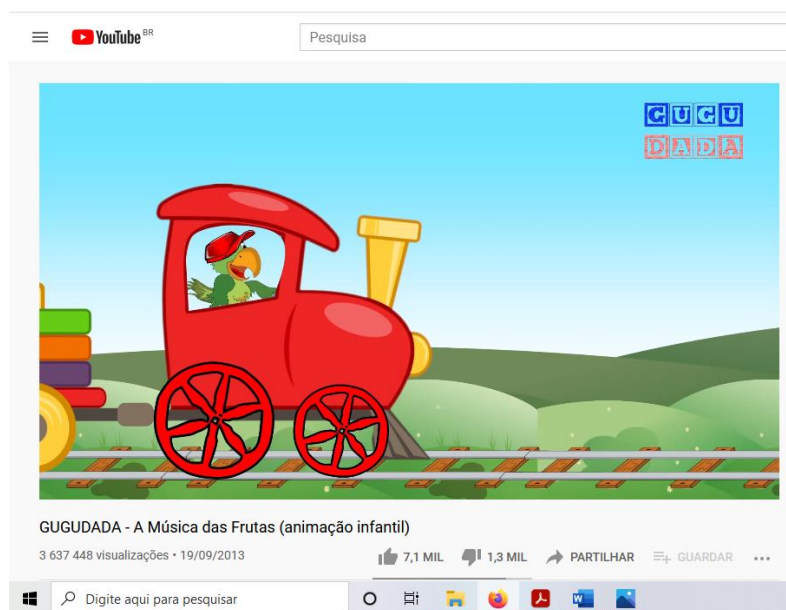 YouTube BR
Pesquisa
GUGU
DADA
GUGUDADA - A Música das Frutas (animação infantil)
3 637 448 visualizações • 19/09/2013
7,1 MIL 1,3 MIL PARTILHAR GUARDAR
Digite aqui para pesquisar